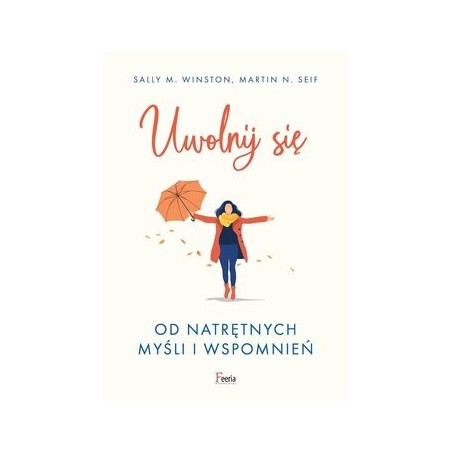 SALLY M. WINSTON, MARTIN N. SEIF
Uwolnij się
OD NATRĘTNYCH
MYŚLI I WSPOMNIEŃ
Feeria